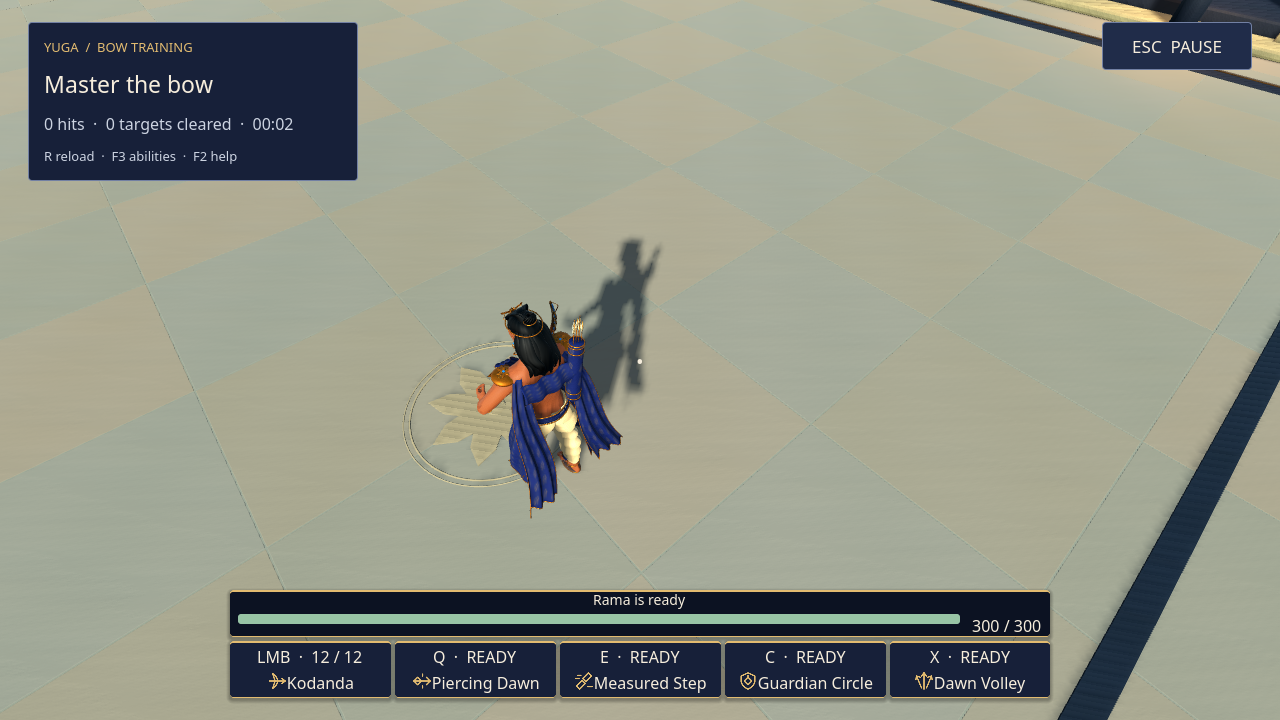 YUGA / BOW TRAINING
Master the bow
0 hits · 0 targets cleared · 00:02
R reload · F3 abilities · F2 help
ESC PAUSE
Rama is ready
300 / 300
LMB · 12 / 12
Kodanda
Q · READY
Piercing Dawn
E · READY
Measured Step
C · READY
Guardian Circle
X · READY
Dawn Volley